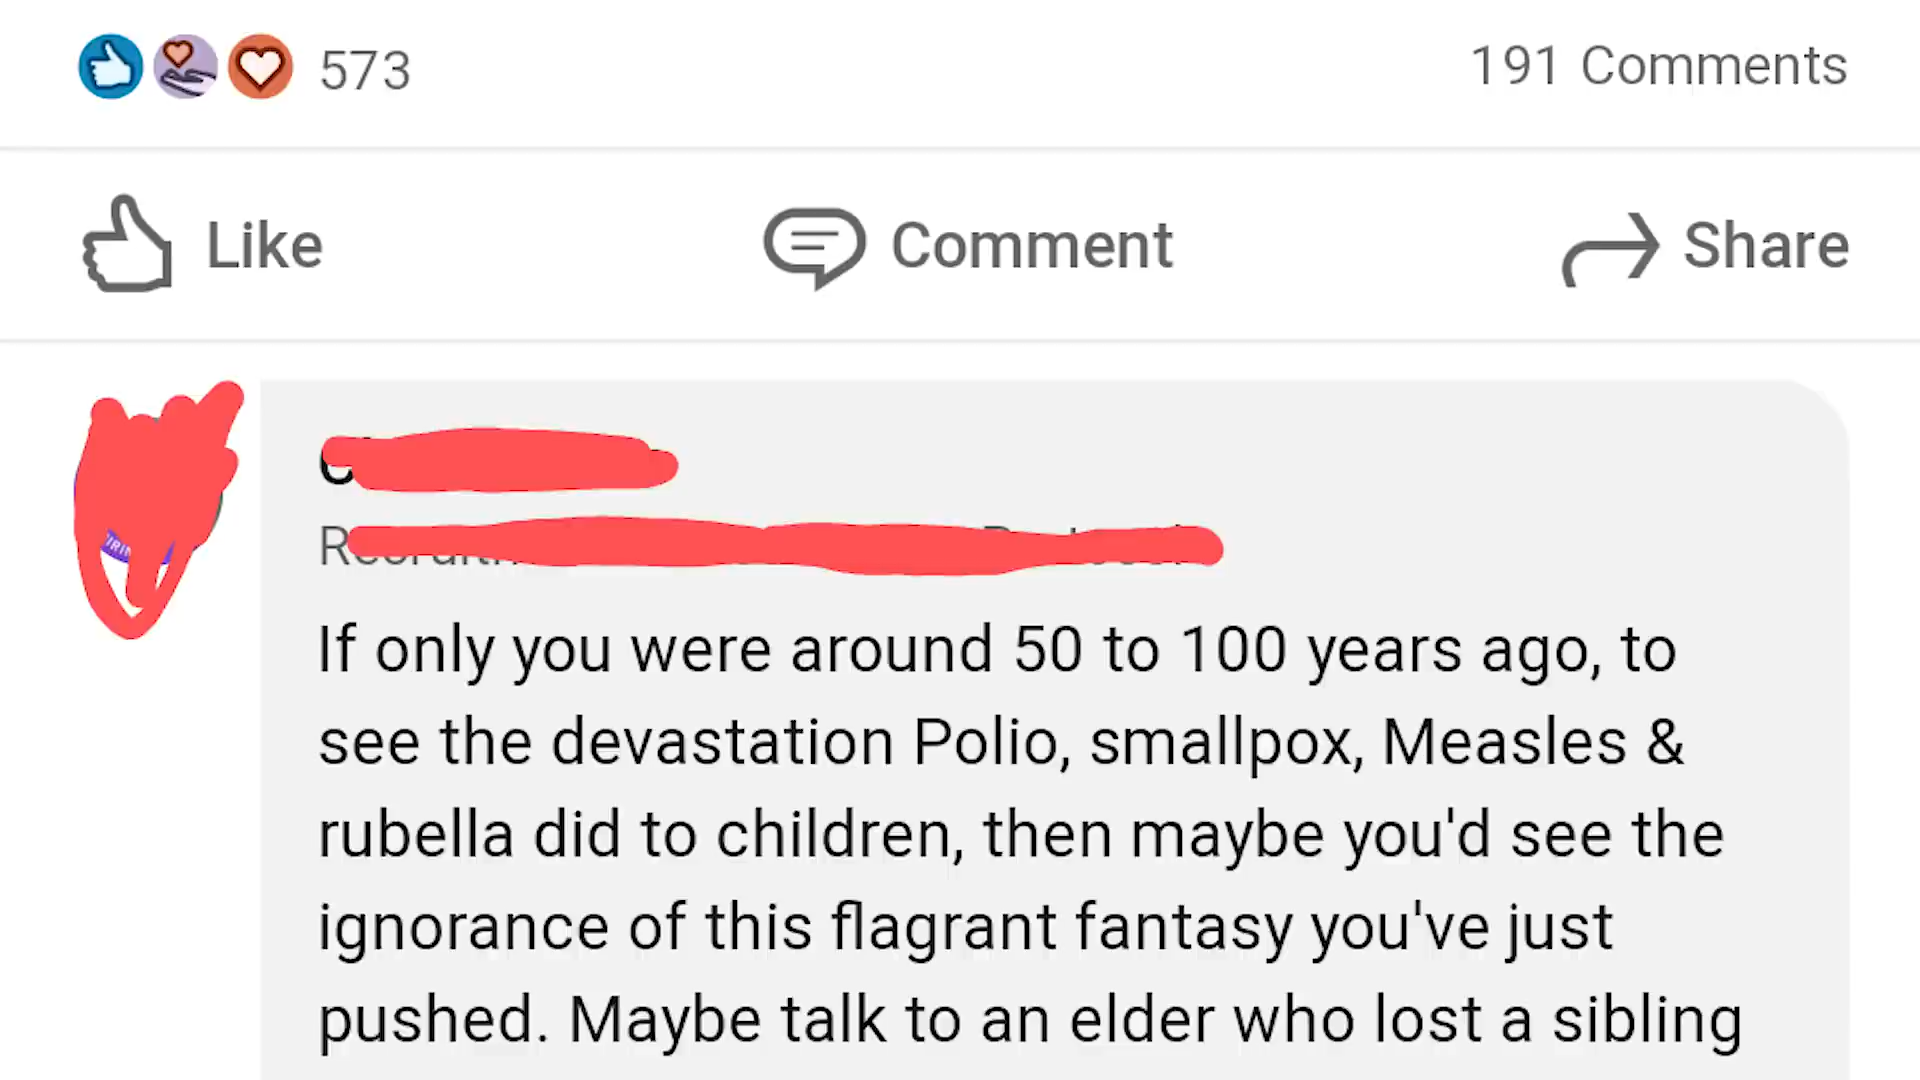 573
191 Comments
Like
Comment
Share
If only you were around 50 to 100 years ago, to
see the devastation Polio, smallpox, Measles &
rubella did to children, then maybe you'd see the
ignorance of this flagrant fantasy you've just
pushed. Maybe talk to an elder who lost a sibling